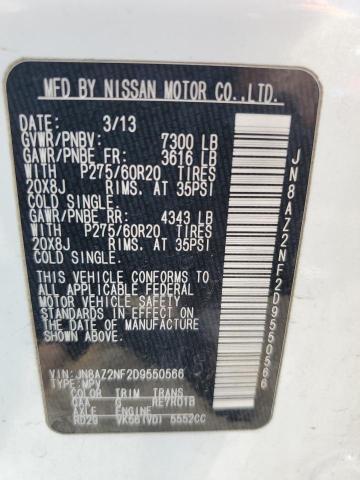 MFD BY NISSAN MOTOR CO.,LTD.
DATE: 3/13
GVWR/PNBV: 7300 LB
GAWR/PNBE FR: 3616 LB
WITH P275/60R20 TIRES
20X8J RIMS, AT 35PSI
COLD SINGLE.
GAWR/PNBE RR: 4343 LB
WITH P275/60R20 TIRES
20X8J RIMS, AT 35PSI
COLD SINGLE.
THIS VEHICLE CONFORMS TO ALL
APPLICABLE FEDERAL
MOTOR VEHICLE SAFETY
STANDARDS IN EFFECT ON THE
DATE OF MANUFACTURE SHOWN
ABOVE.
VIN: JN8AZ2NF2D9550566
TYPE: MPV
COLOR TRIM TRANS
QAA G RE7R01B
AXLE ENGINE
RD29 VK56(VD) 5552CC
JN8AZ2NF2D9550566